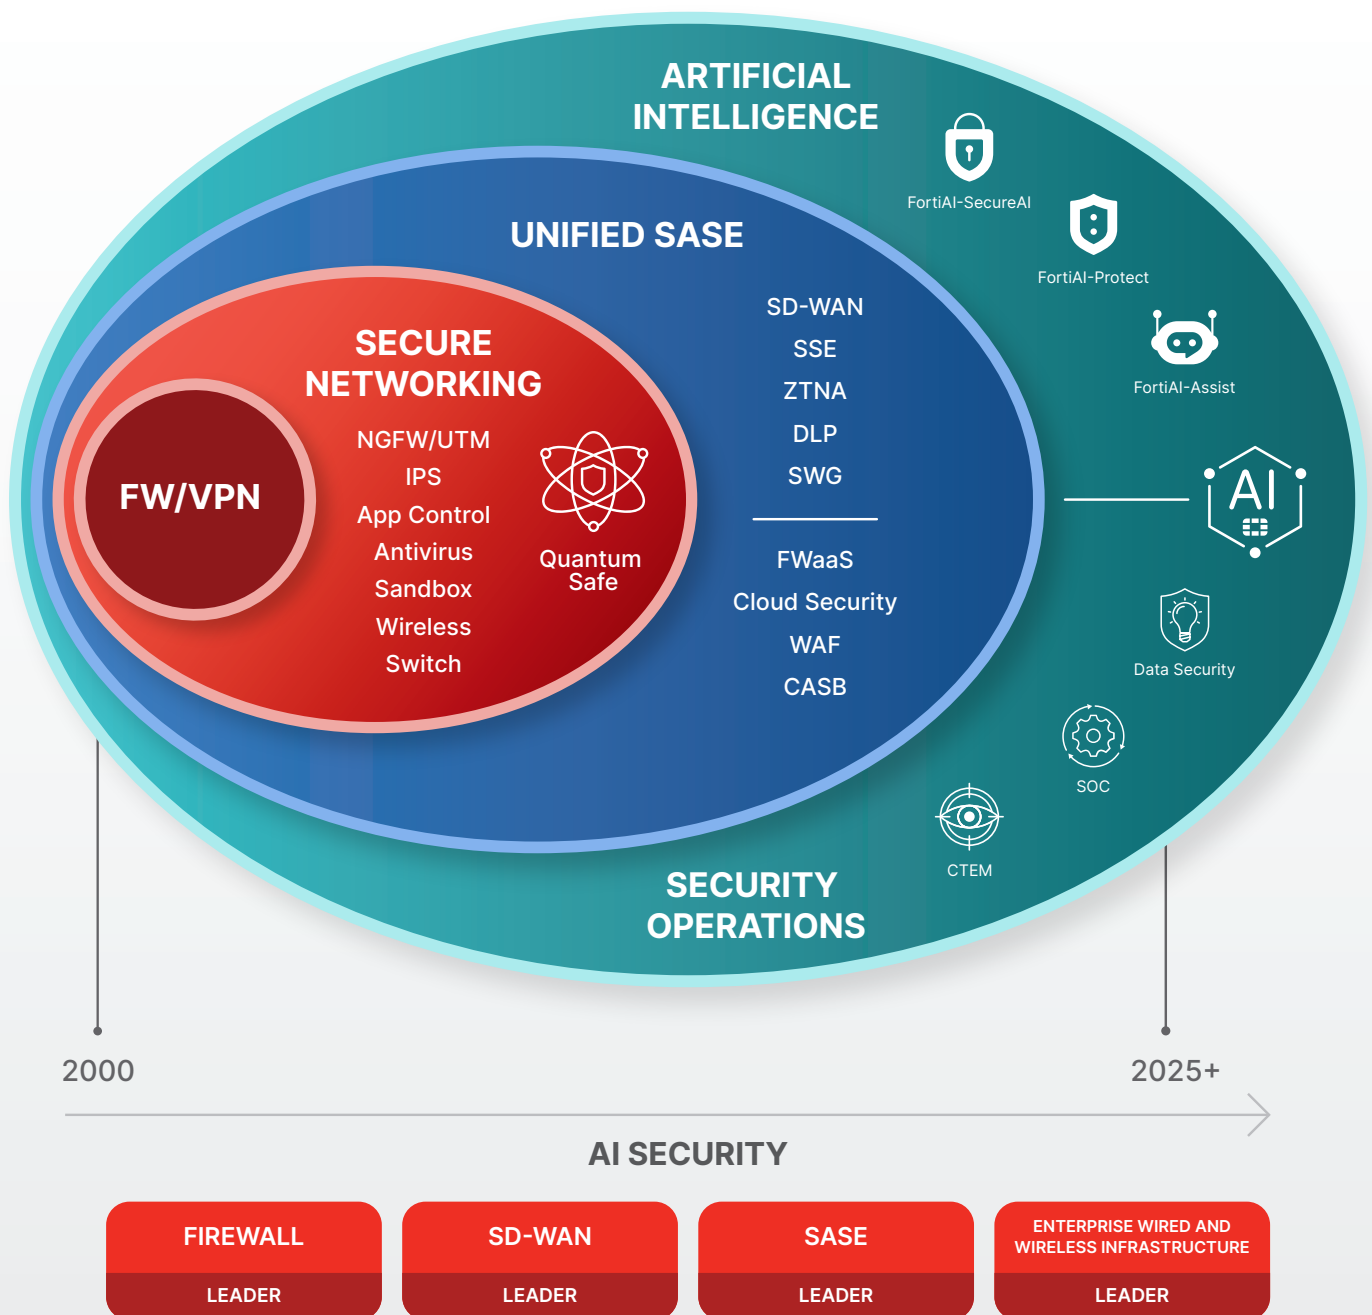 ARTIFICIAL
INTELLIGENCE
FortiAI-SecureAI
FortiAI-Protect
FortiAI-Assist
AI
Data Security
SOC
CTEM
SECURITY
OPERATIONS
UNIFIED SASE
SD-WAN
SSE
ZTNA
DLP
SWG
FWaaS
Cloud Security
WAF
CASB
SECURE
NETWORKING
NGFW/UTM
IPS
App Control
Antivirus
Sandbox
Wireless
Switch
Quantum
Safe
FW/VPN
2000
2025+
AI SECURITY
FIREWALL
LEADER
SD-WAN
LEADER
SASE
LEADER
ENTERPRISE WIRED AND
WIRELESS INFRASTRUCTURE
LEADER